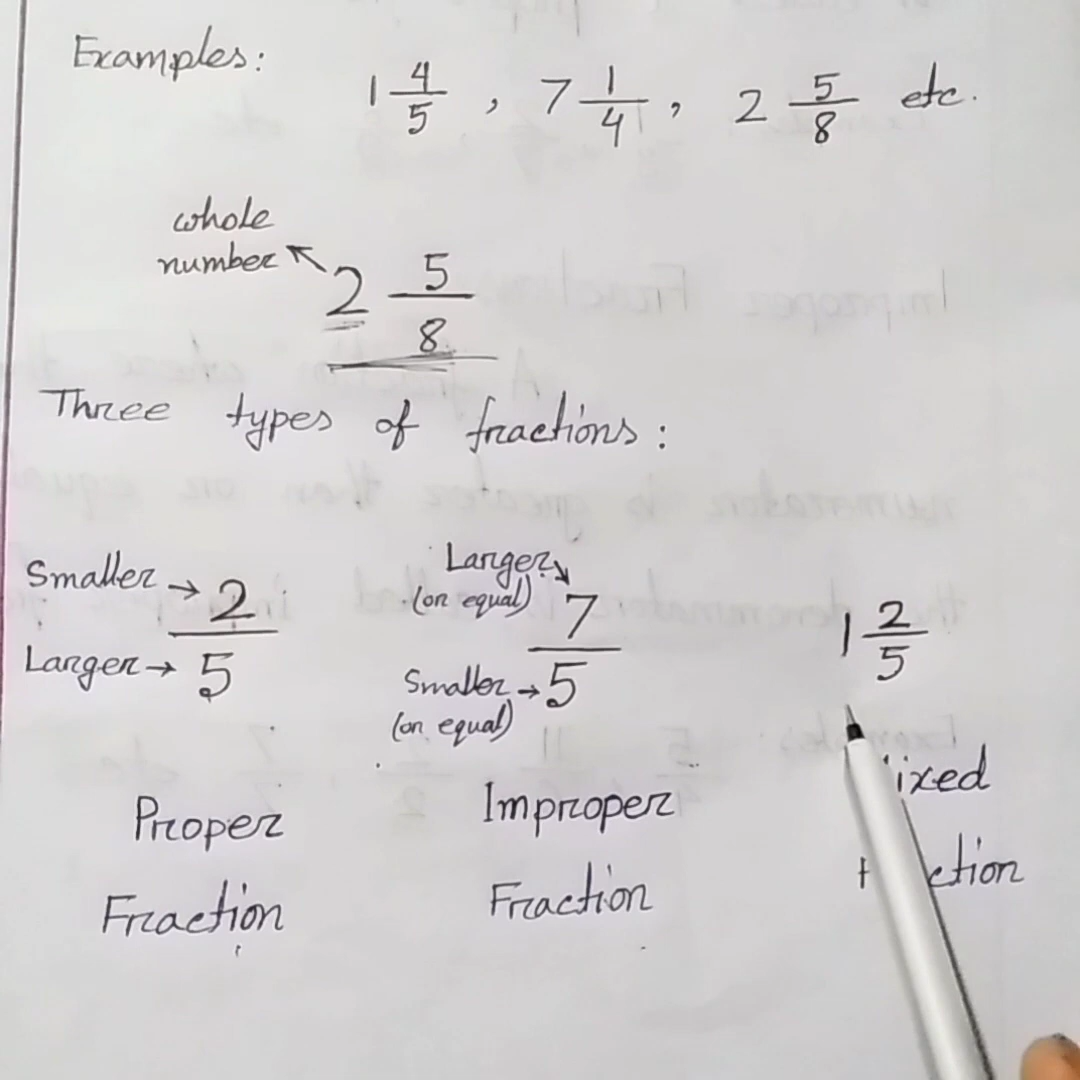 Examples: 1 4/5 , 7 1/4 , 2 5/8 etc.
whole
number
2 5/8
Three types of fractions:
Smaller → 2
Larger → 5
Larger
(or equal) 7
Smaller → 5
(or equal)
1 2/5
Proper
Fraction
Improper
Fraction
ixed
ction